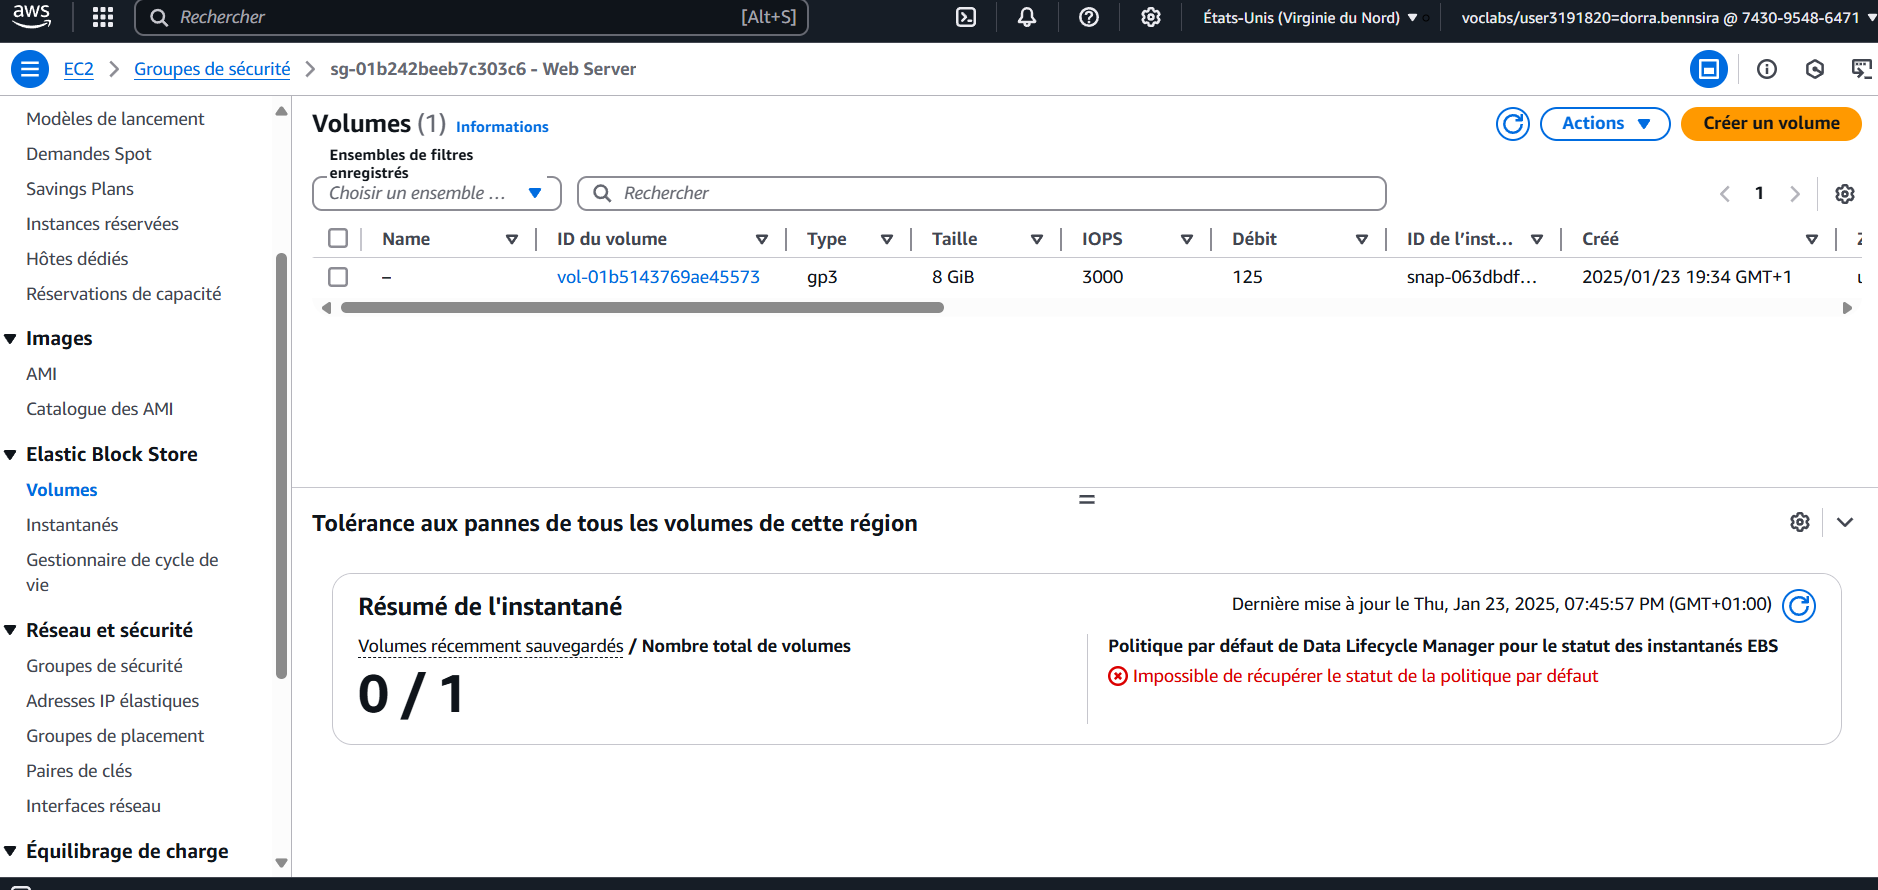 aws
Rechercher
[Alt+S]
États-Unis (Virginie du Nord)
voclabs/user3191820=dorra.bennsira @ 7430-9548-6471
EC2
Groupes de sécurité
sg-01b242beeb7c303c6 - Web Server
Modèles de lancement
Demandes Spot
Savings Plans
Instances réservées
Hôtes dédiés
Réservations de capacité
Images
AMI
Catalogue des AMI
Elastic Block Store
Volumes
Instantanés
Gestionnaire de cycle de
vie
Réseau et sécurité
Groupes de sécurité
Adresses IP élastiques
Groupes de placement
Paires de clés
Interfaces réseau
Équilibrage de charge
Volumes (1) Informations
Actions
Créer un volume
Ensembles de filtres
enregistrés
Choisir un ensemble ...
Rechercher
1
Name ID du volume Type Taille IOPS Débit ID de l’inst... Créé
– vol-01b5143769ae45573 gp3 8 GiB 3000 125 snap-063dbdf... 2025/01/23 19:34 GMT+1
Tolérance aux pannes de tous les volumes de cette région
Résumé de l'instantané
Dernière mise à jour le Thu, Jan 23, 2025, 07:45:57 PM (GMT+01:00)
Volumes récemment sauvegardés / Nombre total de volumes
0 / 1
Politique par défaut de Data Lifecycle Manager pour le statut des instantanés EBS
Impossible de récupérer le statut de la politique par défaut